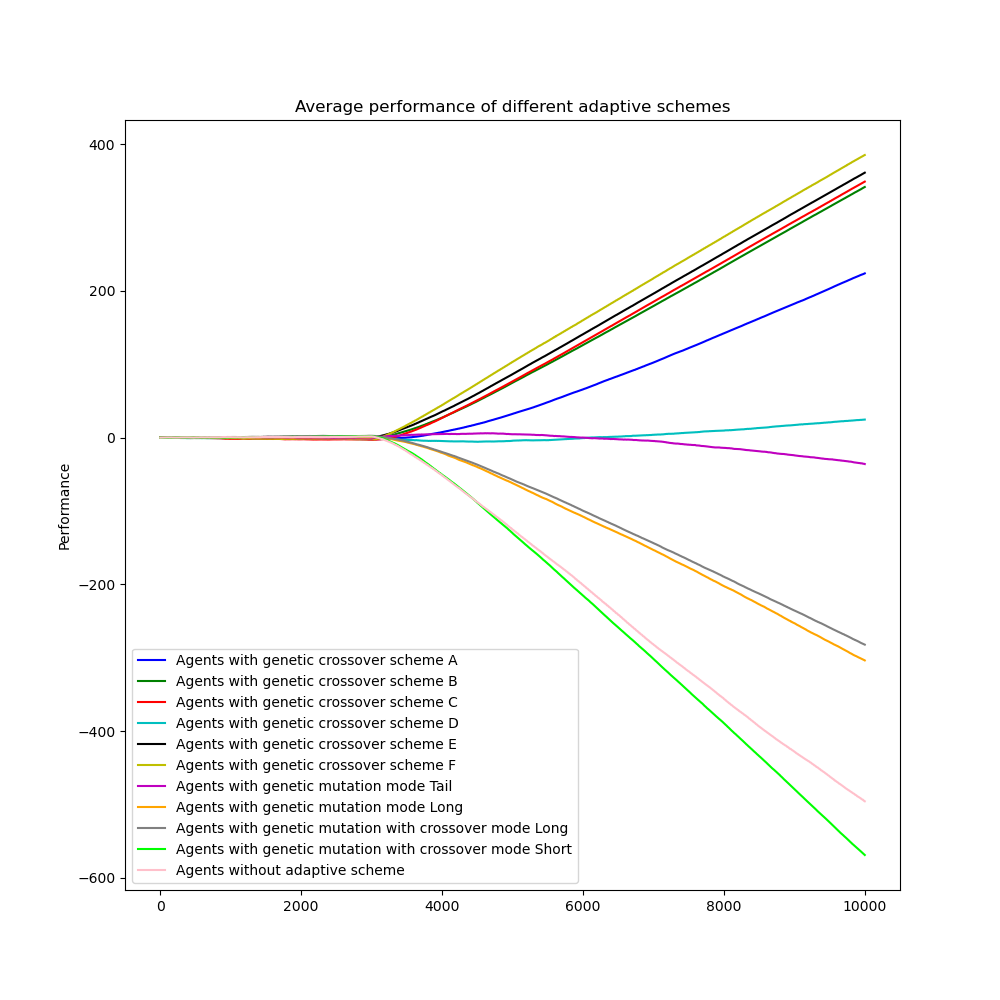 Average performance of different adaptive schemes
400
200
0
−200
−400
−600
Performance
Agents with genetic crossover scheme A
Agents with genetic crossover scheme B
Agents with genetic crossover scheme C
Agents with genetic crossover scheme D
Agents with genetic crossover scheme E
Agents with genetic crossover scheme F
Agents with genetic mutation mode Tail
Agents with genetic mutation mode Long
Agents with genetic mutation with crossover mode Long
Agents with genetic mutation with crossover mode Short
Agents without adaptive scheme
0 2000 4000 6000 8000 10000